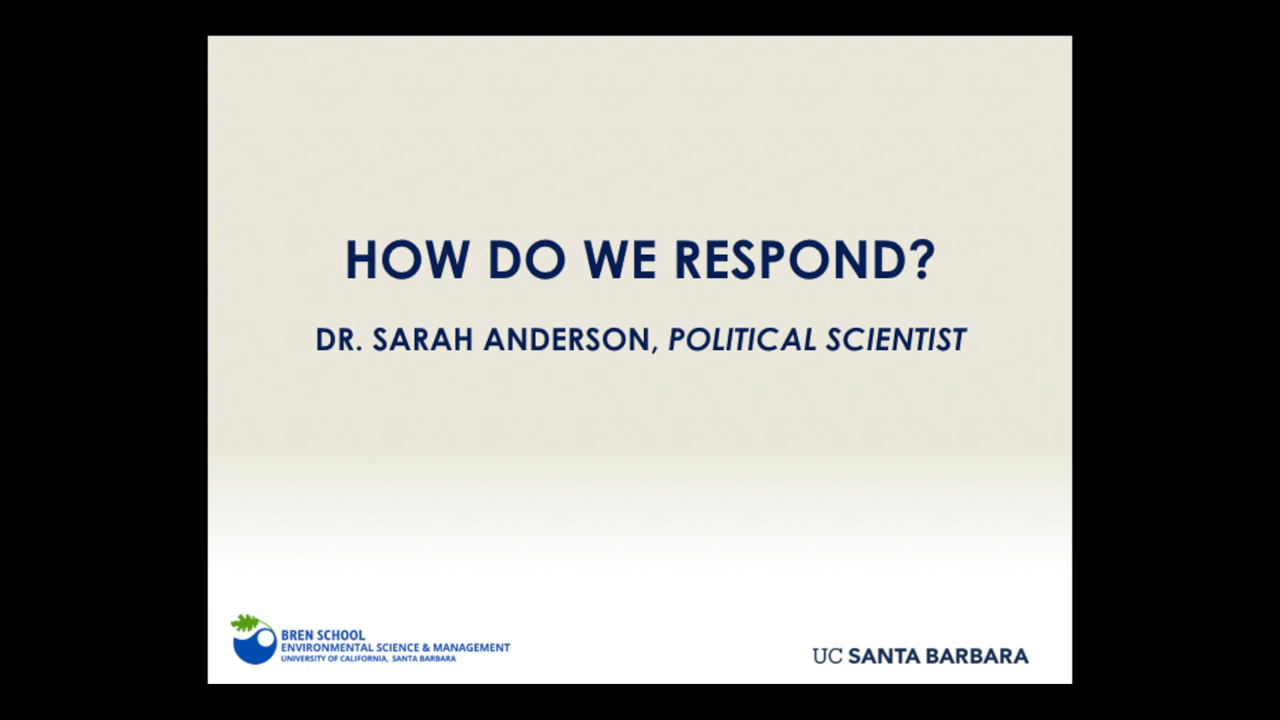 HOW DO WE RESPOND?
DR. SARAH ANDERSON, POLITICAL SCIENTIST
BREN SCHOOL
ENVIRONMENTAL SCIENCE & MANAGEMENT
UNIVERSITY OF CALIFORNIA, SANTA BARBARA
UC SANTA BARBARA